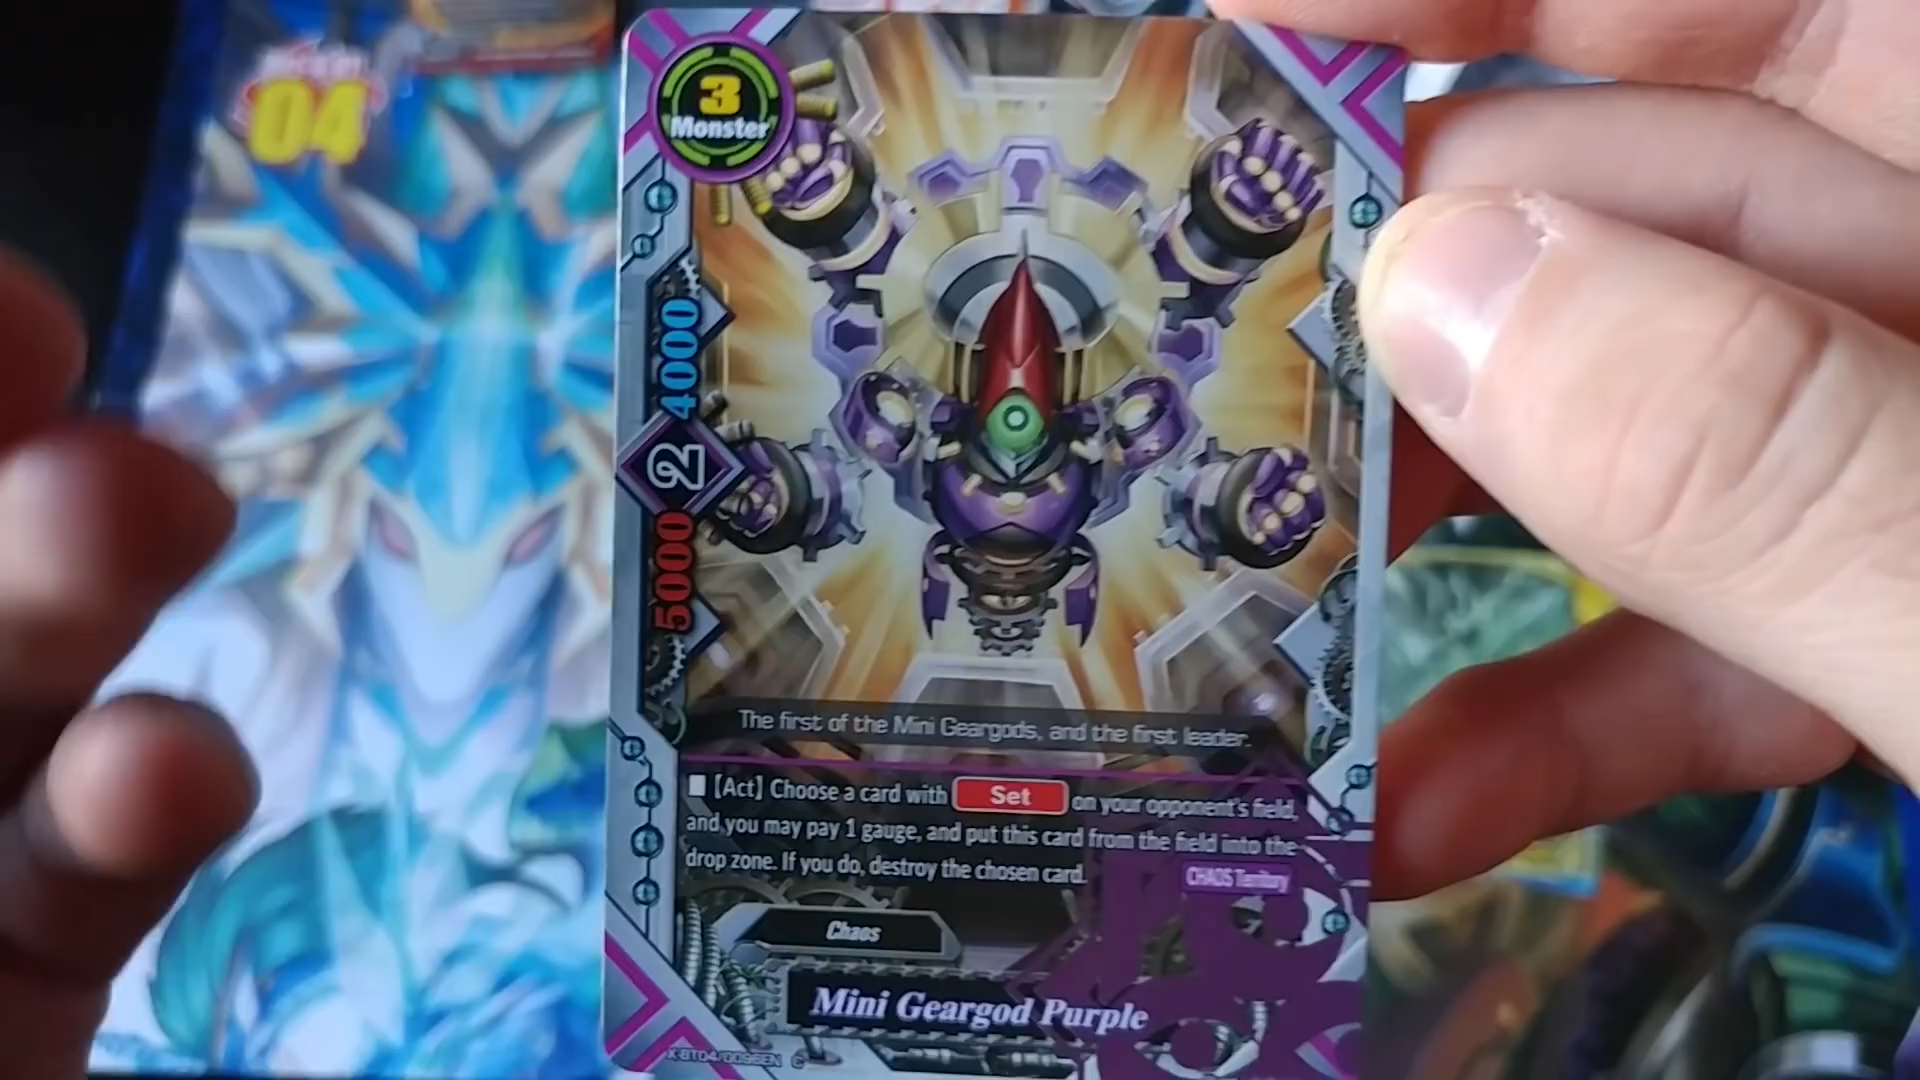 04
3
Monster
4000
2
5000
The first of the Mini Geargods, and the first leader.
■【Act】Choose a card with Set on your opponent's field,
and you may pay 1 gauge, and put this card from the field into the
drop zone. If you do, destroy the chosen card.
CHAOS Territory
Chaos
Mini Geargod Purple
K-BT04/0096EN C